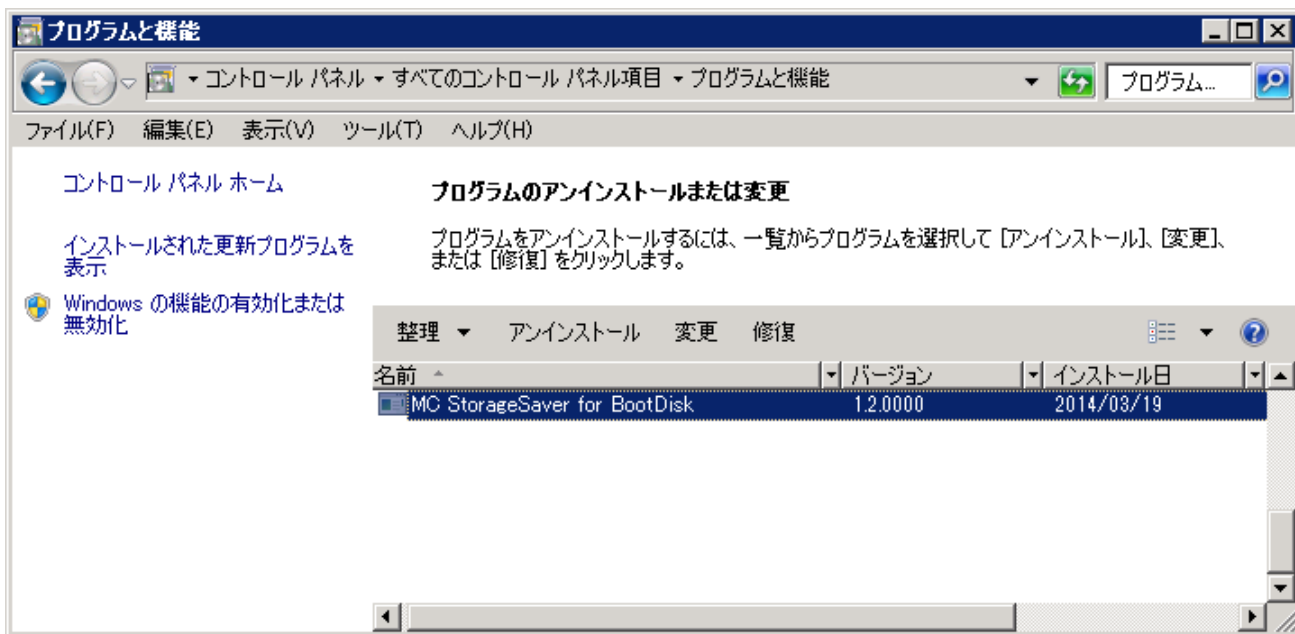 プログラムと機能
コントロール パネル すべてのコントロール パネル項目 プログラムと機能 プログラム...
ファイル(F) 編集(E) 表示(V) ツール(T) ヘルプ(H)
コントロール パネル ホーム
インストールされた更新プログラムを
表示
Windows の機能の有効化または
無効化
プログラムのアンインストールまたは変更
プログラムをアンインストールするには、一覧からプログラムを選択して [アンインストール]、[変更]、
または [修復] をクリックします。
整理 アンインストール 変更 修復
名前 バージョン インストール日
MC StorageSaver for BootDisk 1.2.0000 2014/03/19